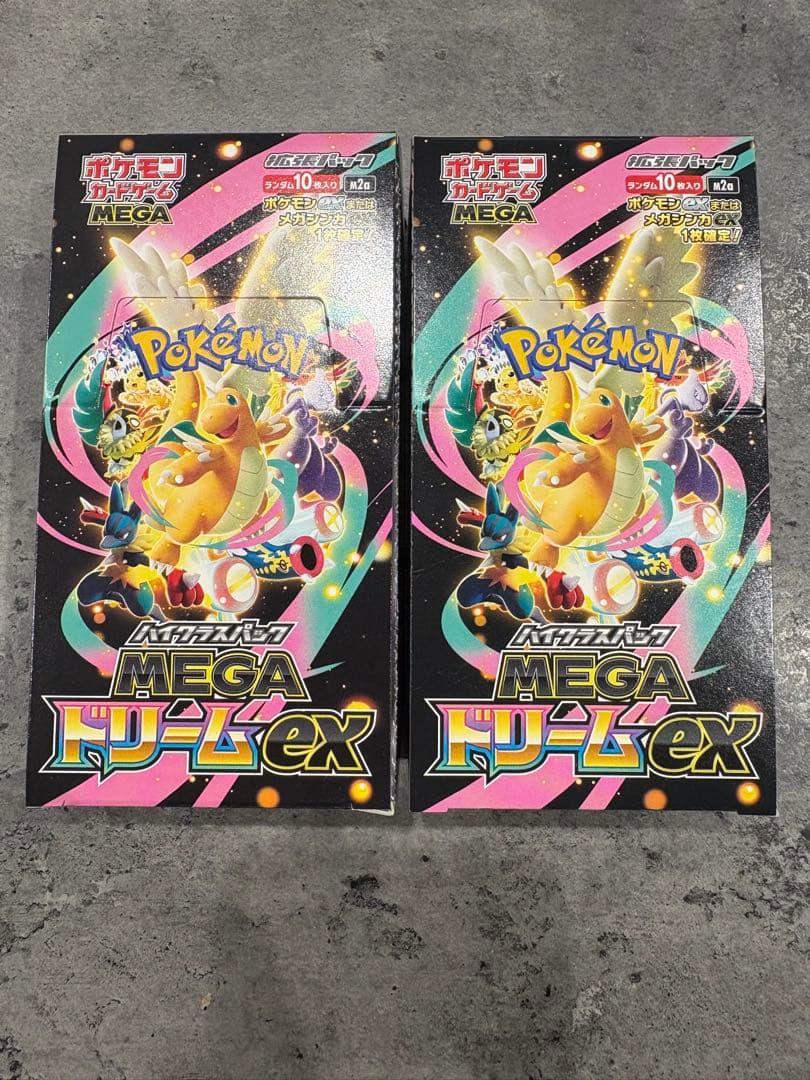 ポケモン
カードゲーム
MEGA
拡張パック
ランダム10枚入り
M2a
ポケモンexまたは
メガシンカex
1枚確定!
POKéMON
ハイクラスパック
MEGA
ドリームex
ポケモン
カードゲーム
MEGA
拡張パック
ランダム10枚入り
M2a
ポケモンexまたは
メガシンカex
1枚確定!
POKéMON
ハイクラスパック
MEGA
ドリームex